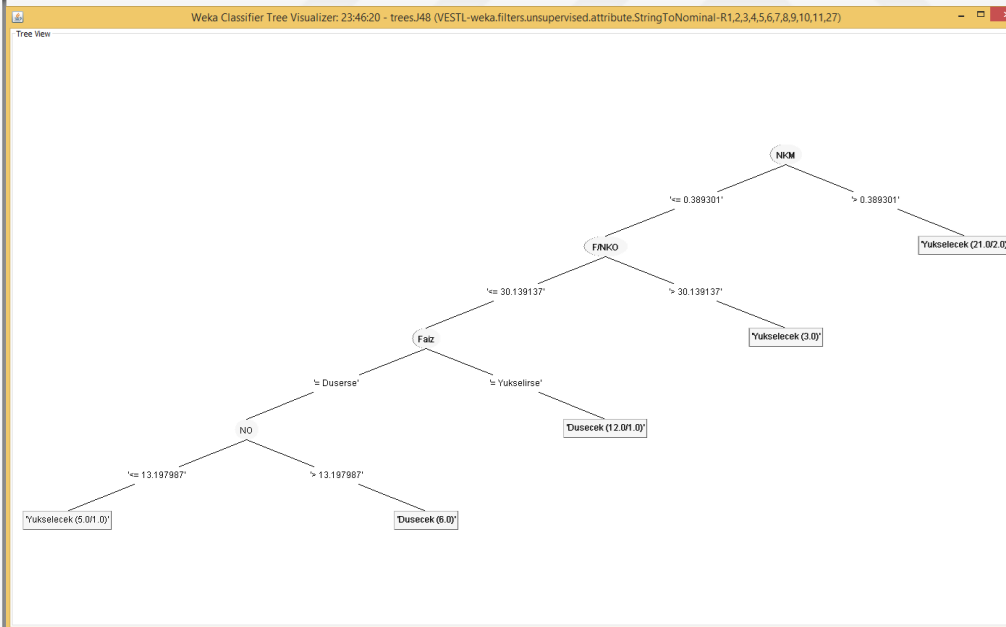 Weka Classifier Tree Visualizer: 23:46:20 - trees.J48 (VESTL-weka.filters.unsupervised.attribute.StringToNominal-R1,2,3,4,5,6,7,8,9,10,11,27)
Tree View
NKM
'<= 0.389301'
'> 0.389301'
F/NKO
'Yukselecek (21.0/2.0)'
'<= 30.139137'
'> 30.139137'
Faiz
'Yukselecek (3.0)'
'= Duserse'
'= Yukselirse'
NO
'Dusecek (12.0/1.0)'
'<= 13.197987'
'> 13.197987'
'Yukselecek (5.0/1.0)'
'Dusecek (6.0)'